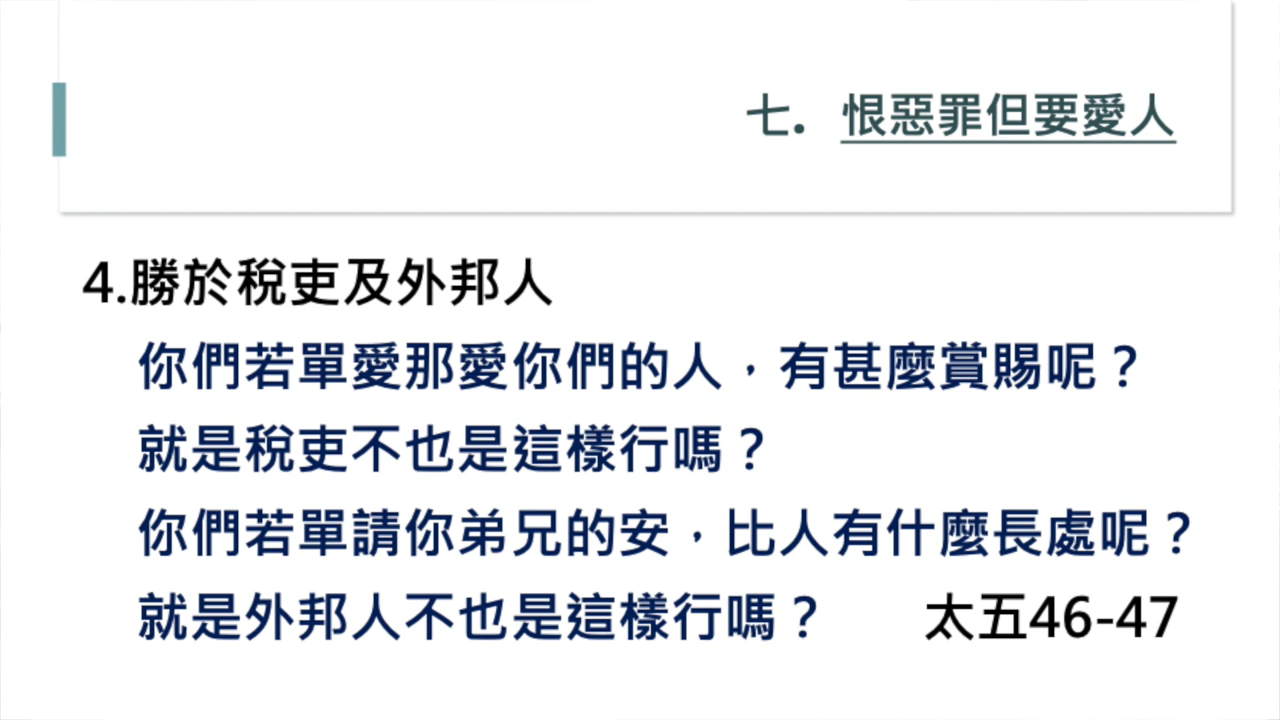 七. 恨惡罪但要愛人
4.勝於稅吏及外邦人
你們若單愛那愛你們的人，有甚麼賞賜呢？
就是稅吏不也是這樣行嗎？
你們若單請你弟兄的安，比人有什麼長處呢？
就是外邦人不也是這樣行嗎？ 太五46-47